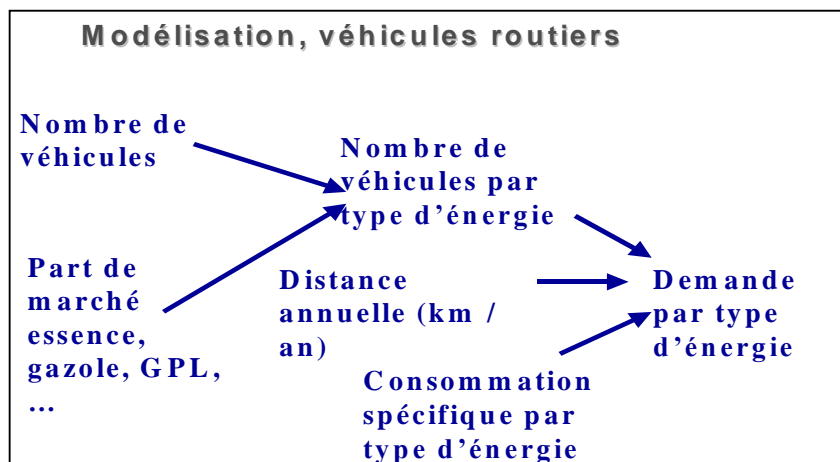 Modélisation, véhicules routiers
Nombre de
véhicules
Nombre de
véhicules par
type d’énergie
Part de
marché
essence,
gazole, GPL,
...
Distance
annuelle (km /
an)
Demande
par type
d’énergie
Consommation
spécifique par
type d’énergie